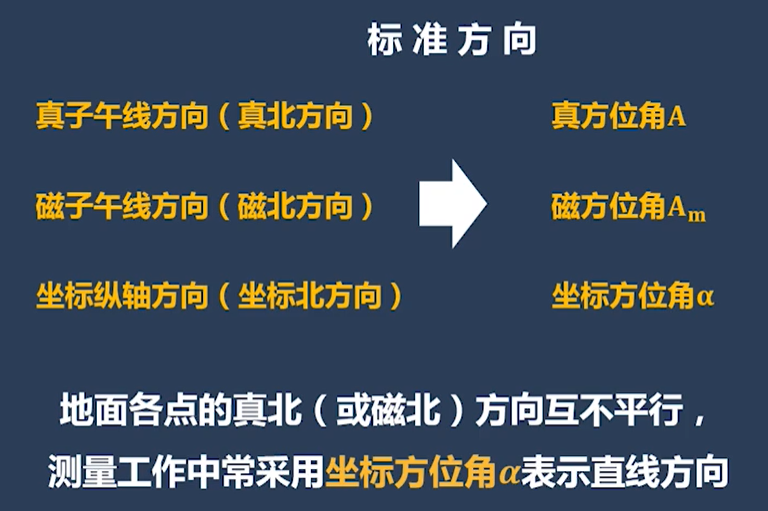 标准方向
真子午线方向（真北方向） 真方位角A
磁子午线方向（磁北方向） 磁方位角Aₘ
坐标纵轴方向（坐标北方向） 坐标方位角α
地面各点的真北（或磁北）方向互不平行，
测量工作中常采用坐标方位角α表示直线方向